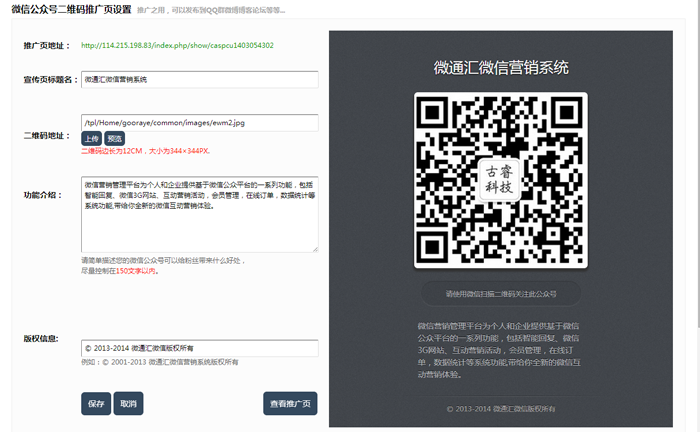 微信公众号二维码推广页设置 推广之用，可以发布到QQ群微博博客论坛等等...
推广页地址： http://114.215.198.83/index.php/show/caspcu1403054302
宣传页标题名： 微通汇微信营销系统
二维码地址： /tpl/Home/gooraye/common/images/ewm2.jpg
上传 预览
二维码边长为12CM，大小为344×344PX.
功能介绍： 微信营销管理平台为个人和企业提供基于微信公众平台的一系列功能，包括
智能回复、微信3G网站、互动营销活动，会员管理，在线订单，数据统计等
系统功能,带给你全新的微信互动营销体验。
请简单描述您的微信公众号可以给粉丝带来什么好处，
尽量控制在150文字以内。
版权信息: © 2013-2014 微通汇微信版权所有
例如：© 2001-2013 微通汇微信营销系统版权所有
保存 取消 查看推广页
微通汇微信营销系统
古睿
科技
请使用微信扫描二维码关注此公众号
微信营销管理平台为个人和企业提供基于微信
公众平台的一系列功能，包括智能回复、微信
3G网站、互动营销活动，会员管理，在线订
单，数据统计等系统功能,带给你全新的微信互
动营销体验。
© 2013-2014 微通汇微信版权所有